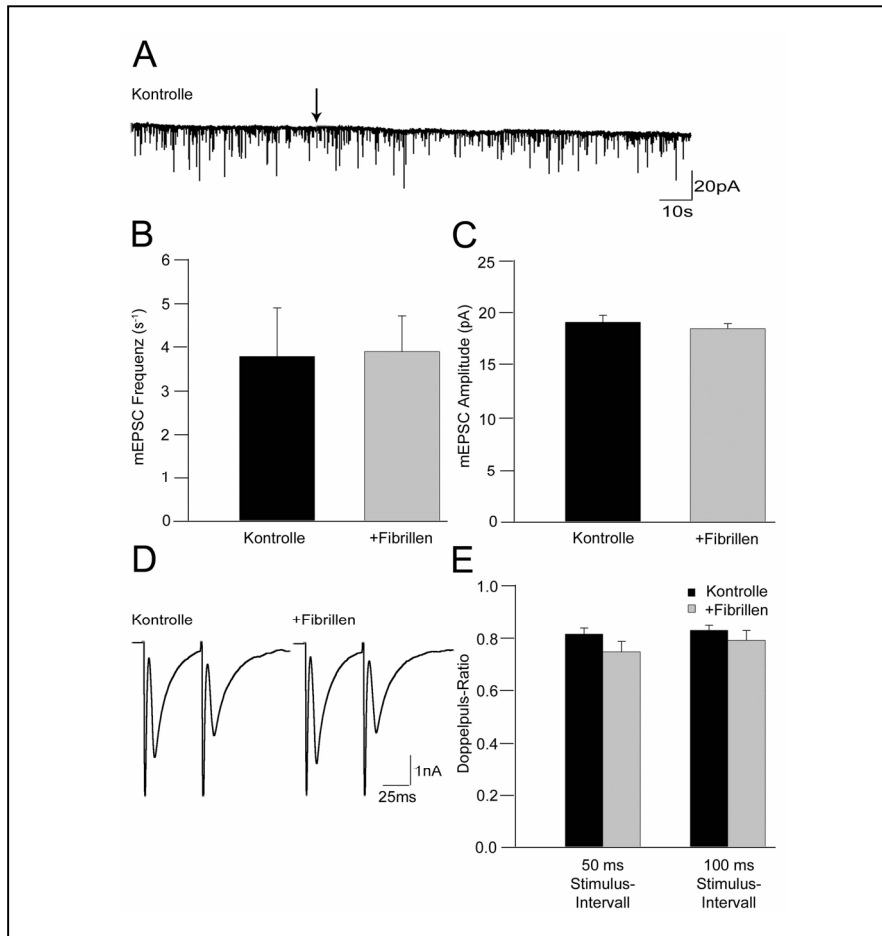 A
Kontrolle
20pA
10s
B
mEPSC Frequenz (s⁻¹)
6
5
4
3
2
1
0
Kontrolle
+Fibrillen
C
mEPSC Amplitude (pA)
25
20
15
10
5
0
Kontrolle
+Fibrillen
D
Kontrolle
+Fibrillen
1nA
25ms
E
Doppelpuls-Ratio
1.0
0.8
0.6
0.4
0.2
0.0
Kontrolle
+Fibrillen
50 ms
Stimulus-
Intervall
100 ms
Stimulus-
Intervall